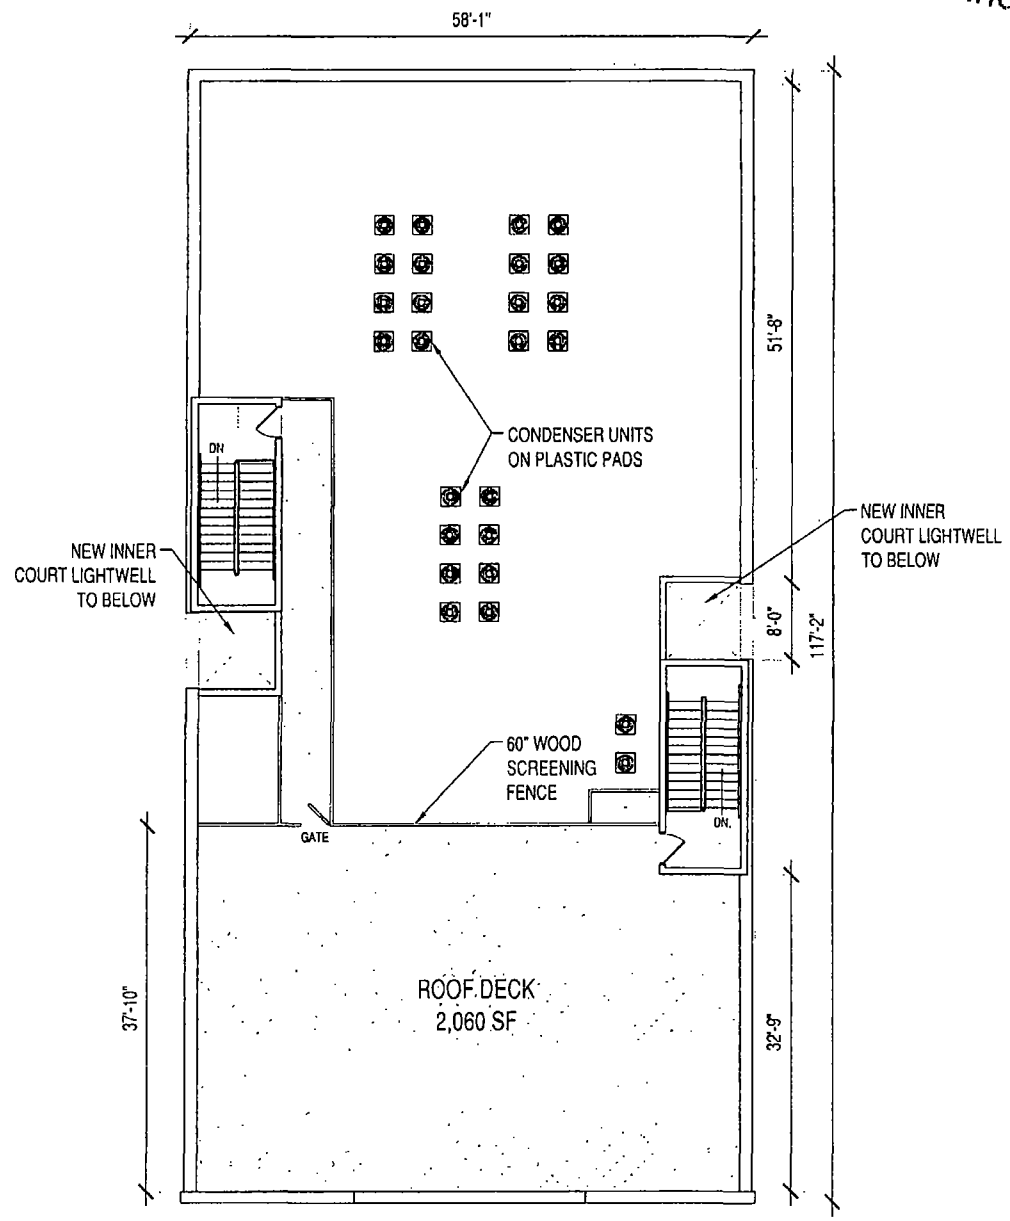 58'-1"
51'-8"
CONDENSER UNITS
ON PLASTIC PADS
DN
NEW INNER
COURT LIGHTWELL
TO BELOW
NEW INNER
COURT LIGHTWELL
TO BELOW
8'-0"
117'-2"
60" WOOD
SCREENING
FENCE
DN.
GATE
ROOF DECK
2,060 SF
37'-10"
32'-9"